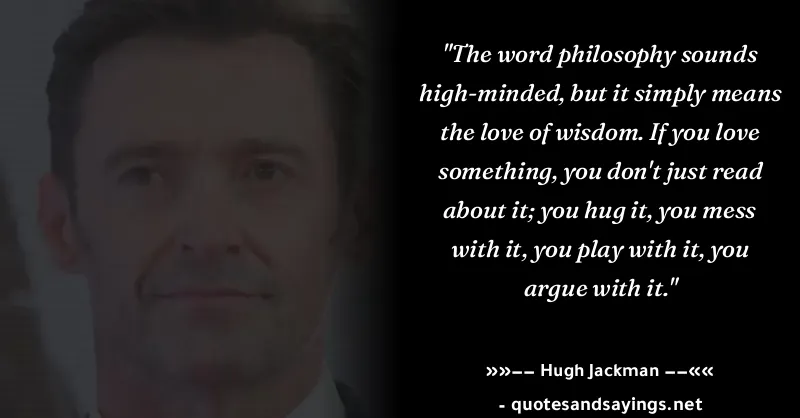 "The word philosophy sounds
high-minded, but it simply means
the love of wisdom. If you love
something, you don't just read
about it; you hug it, you mess
with it, you play with it, you
argue with it."
»»−− Hugh Jackman −−««
- quotesandsayings.net